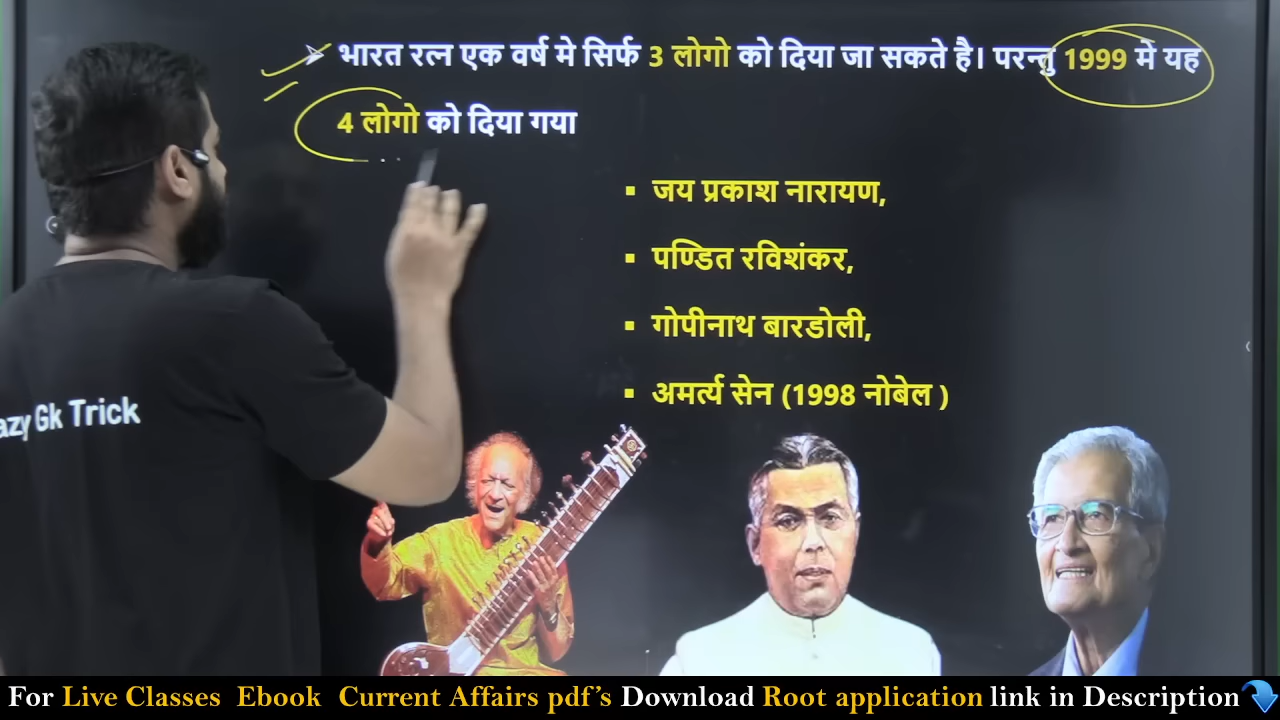 भारत रत्न एक वर्ष मे सिर्फ 3 लोगो को दिया जा सकते है। परन्तु 1999 में यह
4 लोगो को दिया गया
जय प्रकाश नारायण,
पण्डित रविशंकर,
गोपीनाथ बारडोली,
अमर्त्य सेन (1998 नोबेल )
azy Gk Trick
For Live Classes Ebook Current Affairs pdf's Download Root application link in Description